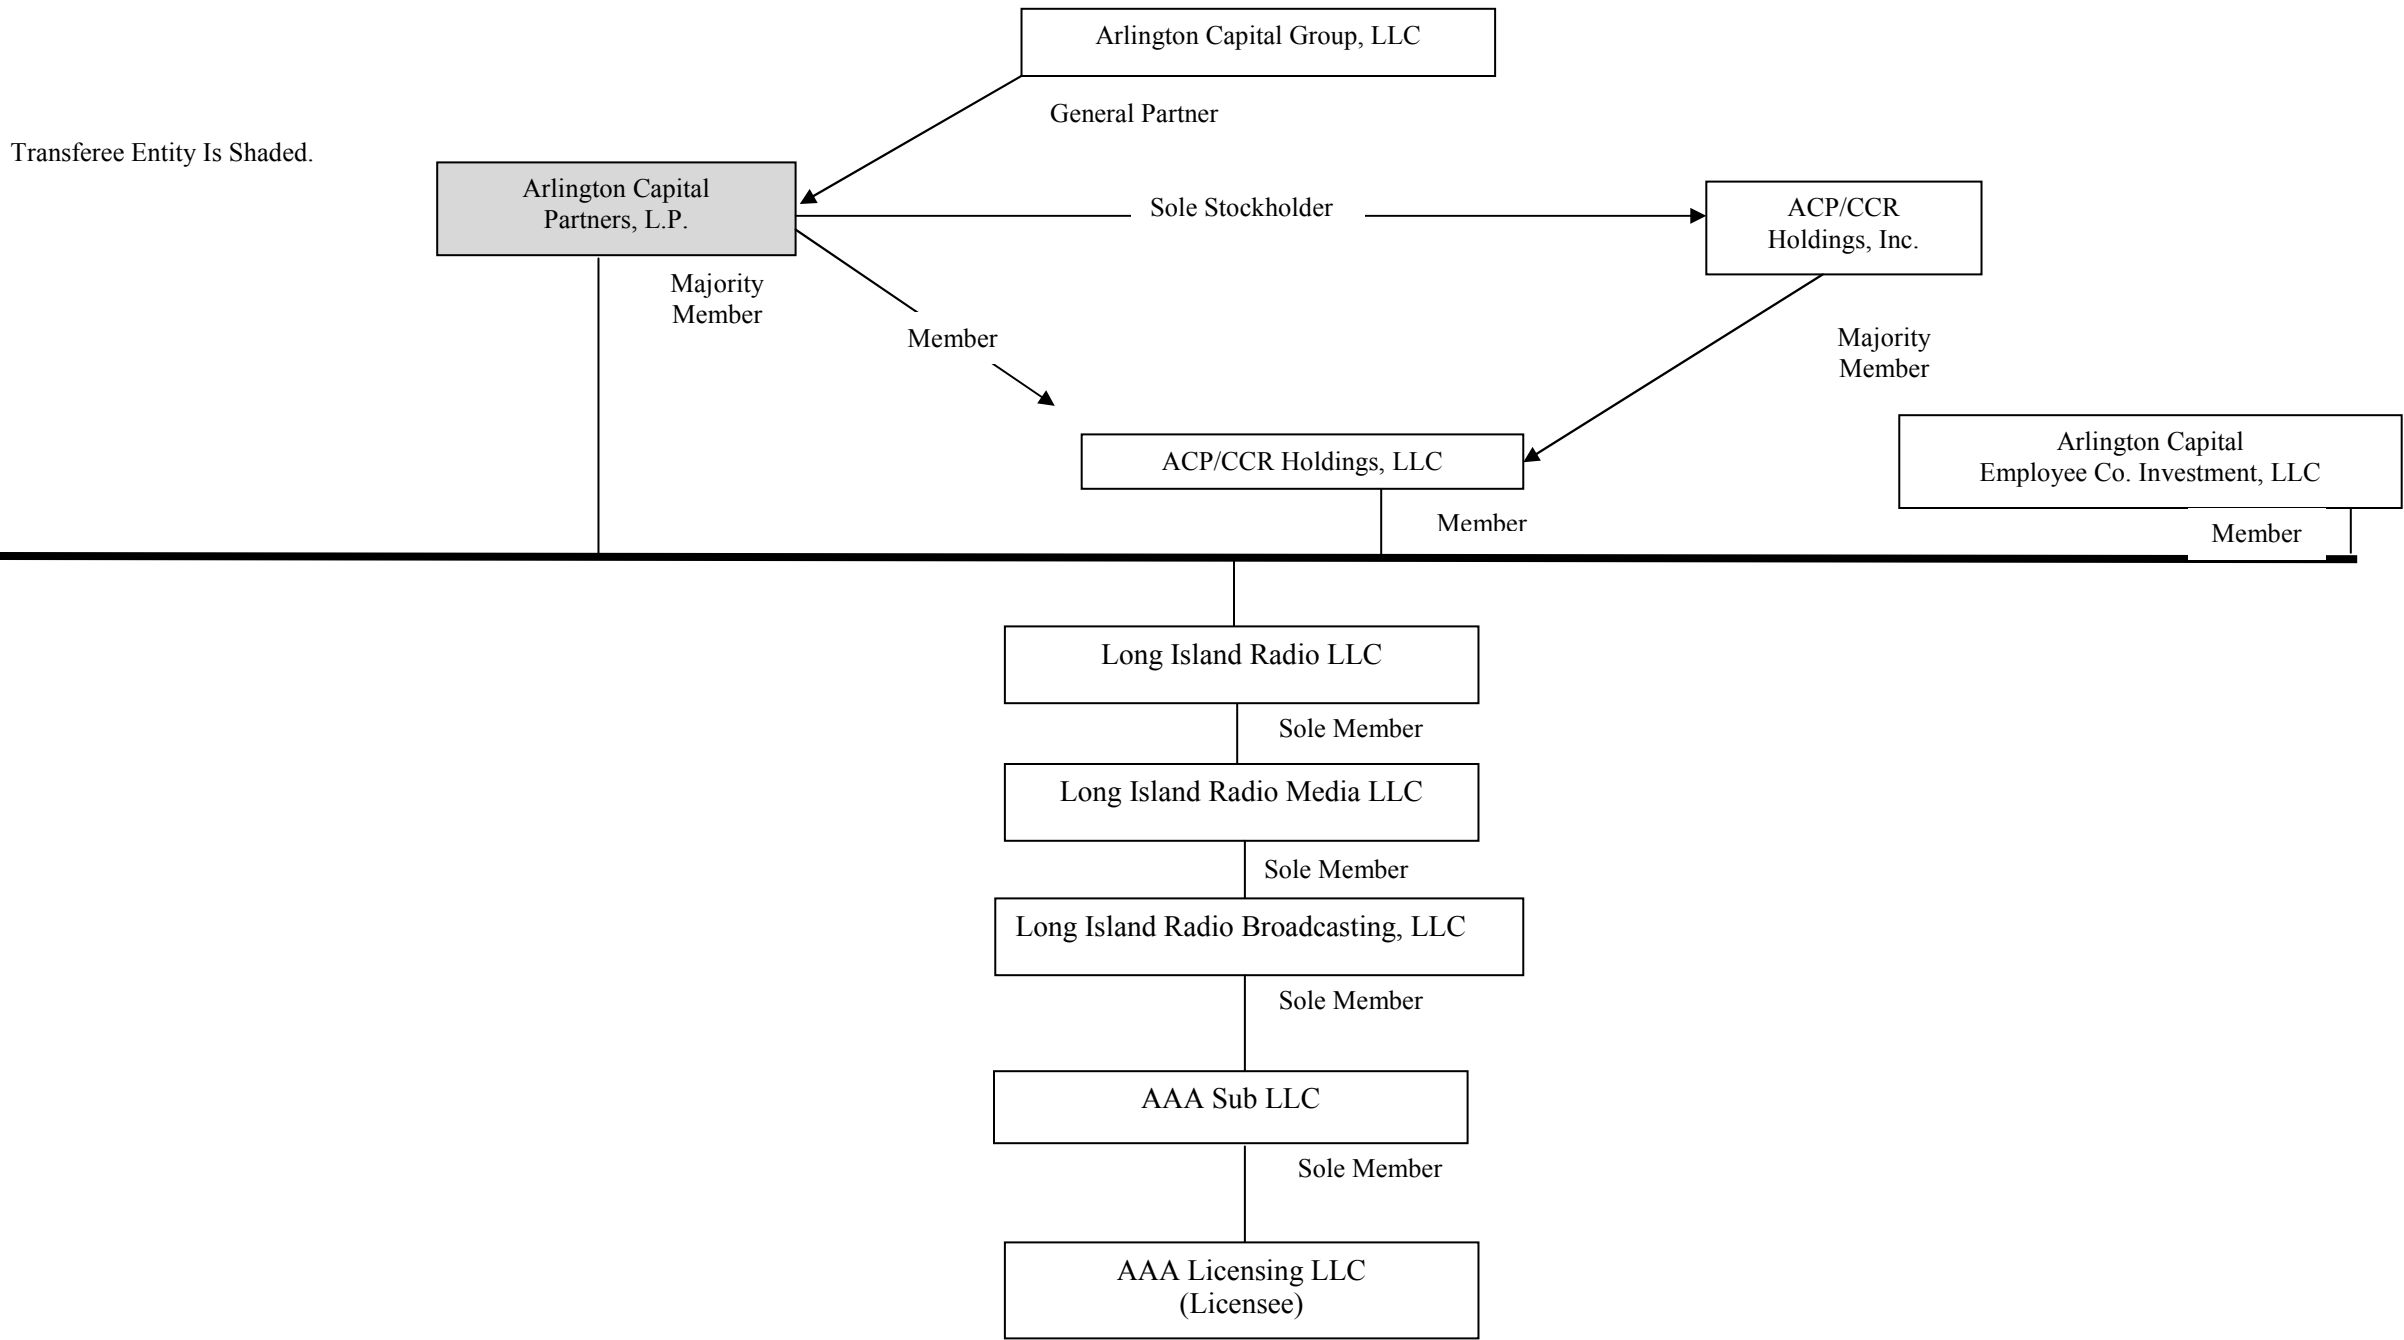 Arlington Capital Group, LLC
General Partner
Transferee Entity Is Shaded.
Arlington Capital
Partners, L.P.
Sole Stockholder
ACP/CCR
Holdings, Inc.
Majority
Member
Member
Majority
Member
ACP/CCR Holdings, LLC
Arlington Capital
Employee Co. Investment, LLC
Member
Member
Long Island Radio LLC
Sole Member
Long Island Radio Media LLC
Sole Member
Long Island Radio Broadcasting, LLC
Sole Member
AAA Sub LLC
Sole Member
AAA Licensing LLC
(Licensee)